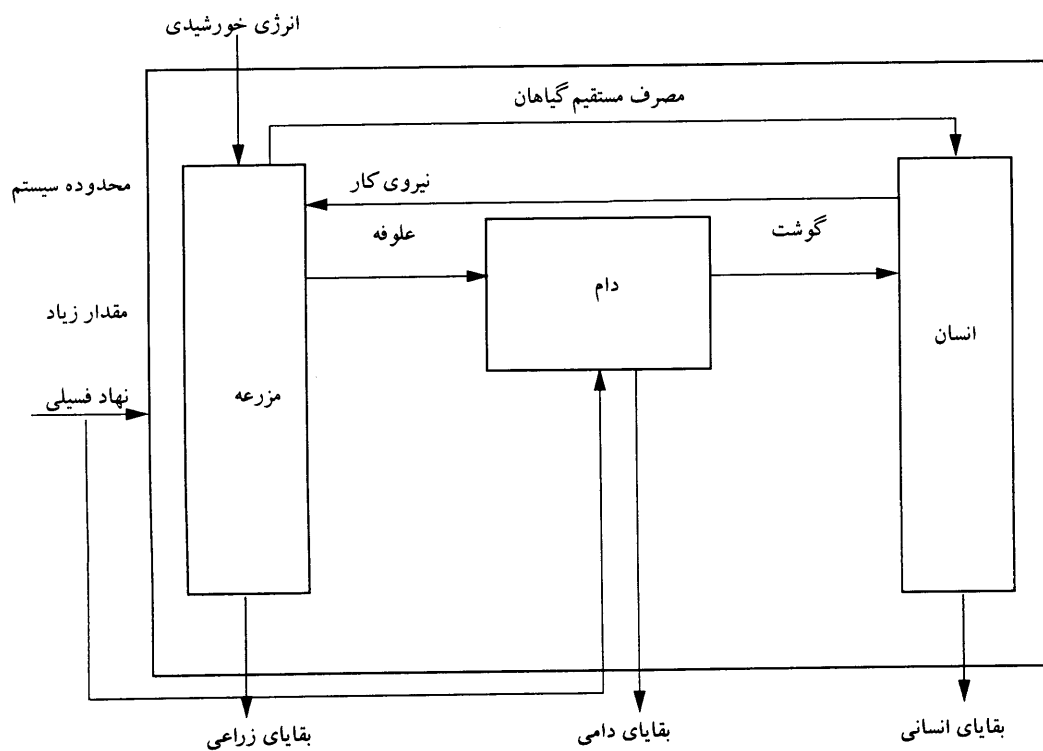 انرژی خورشیدی
مصرف مستقیم گیاهان
محدوده سیستم
نیروی کار
علوفه
گوشت
دام
مقدار زیاد
انسان
نهاد فسیلی
مزرعه
بقایای انسانی
بقایای دامی
بقایای زراعی